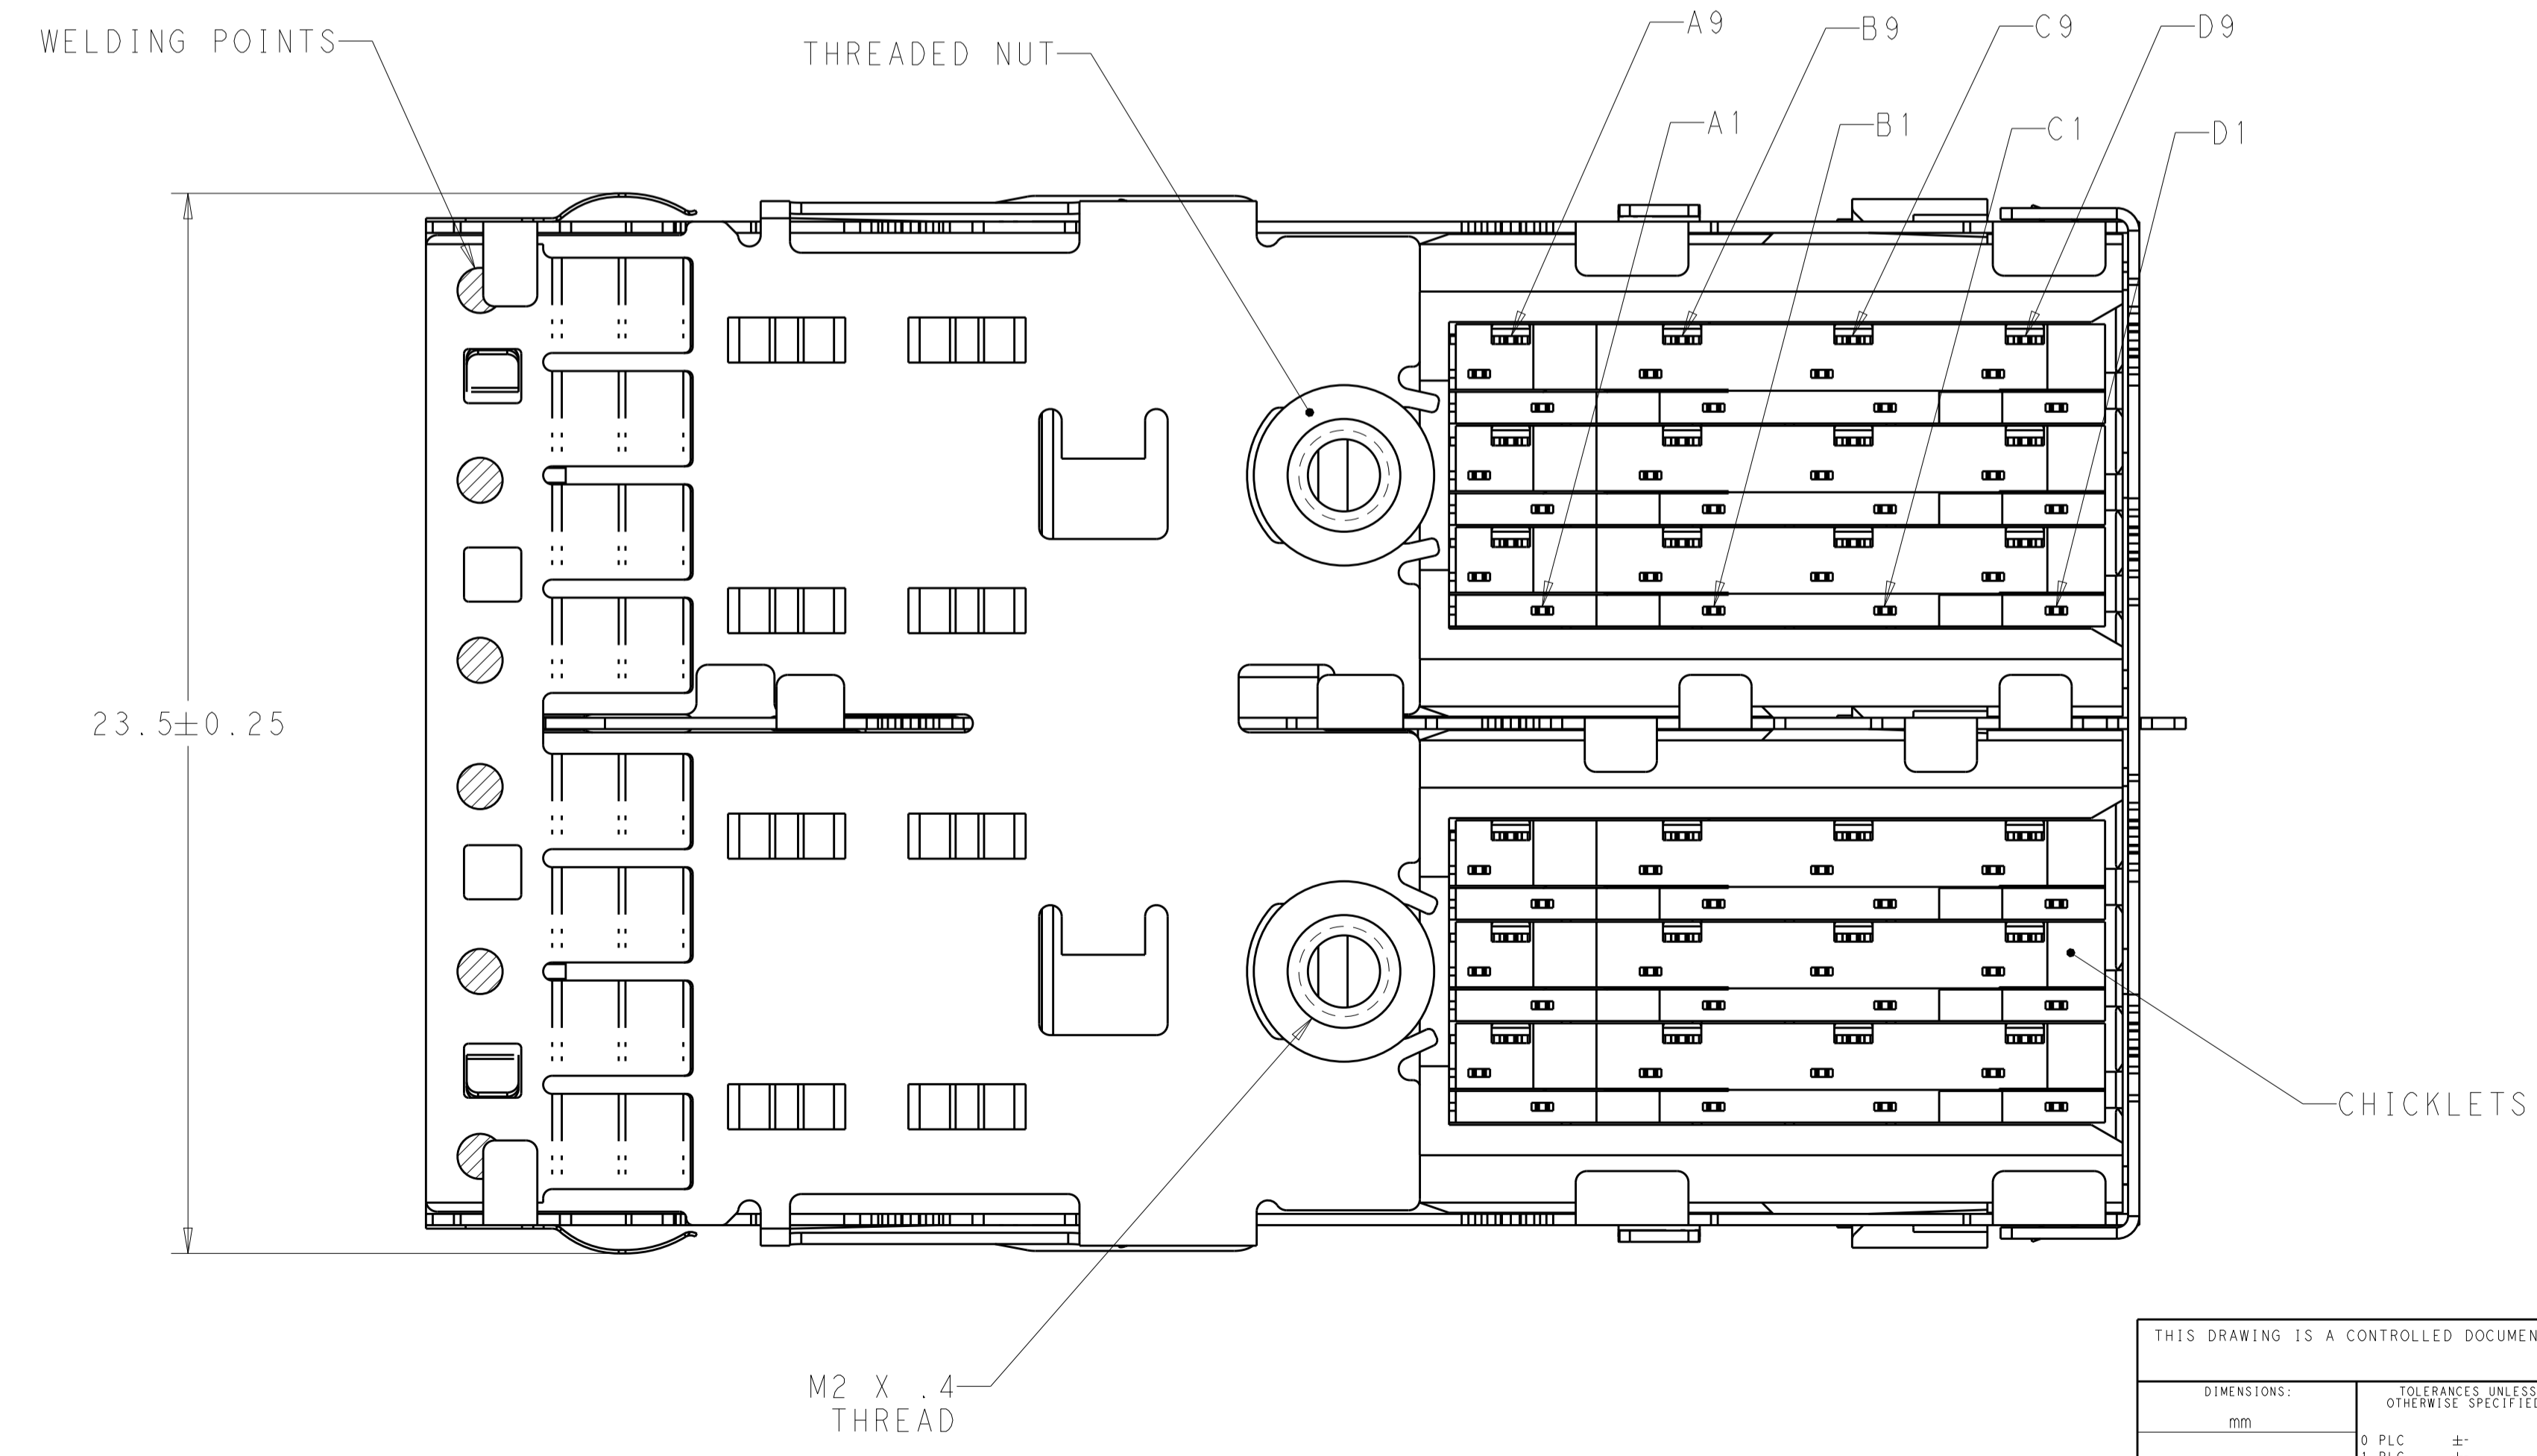 WELDING POINTS
THREADED NUT
A9
B9
C9
D9
A1
B1
C1
D1
23.5±0.25
CHICKLETS
M2 X .4
THREAD
THIS DRAWING IS A CONTROLLED DOCUMEN
DIMENSIONS:
mm
TOLERANCES UNLESS
OTHERWISE SPECIFIED
0 PLC ±-